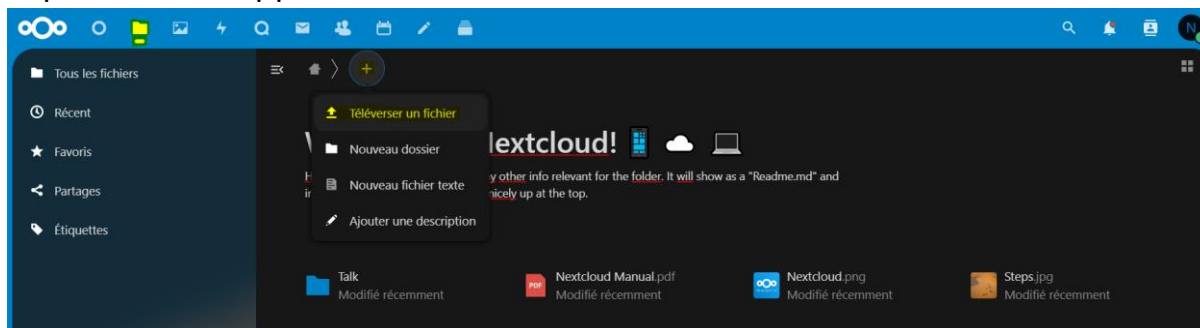 N
Tous les fichiers
Récent
Favoris
Partages
Étiquettes
Téléverser un fichier
Nouveau dossier
Nouveau fichier texte
Ajouter une description
extcloud!
y other info relevant for the folder. It will show as a "Readme.md" and
nicely up at the top.
Talk
Modifié récemment
PDF
Nextcloud Manual.pdf
Modifié récemment
Nextcloud.png
Modifié récemment
Steps.jpg
Modifié récemment